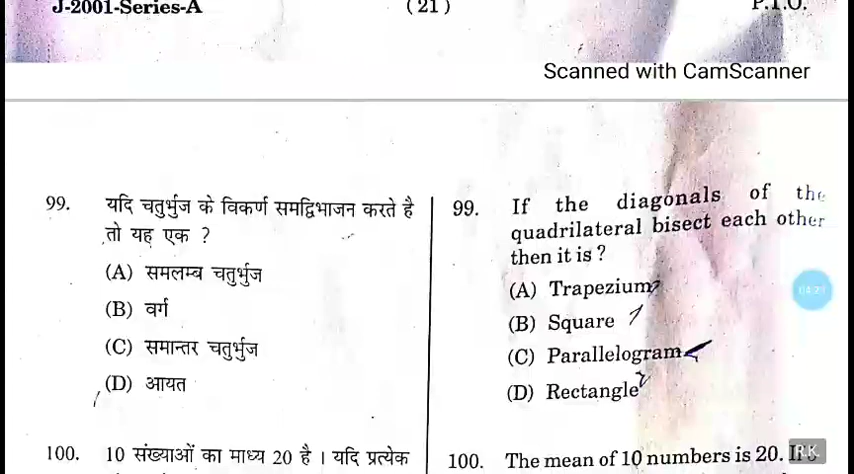 J-2001-Series-A
(21)
P.T.O.
Scanned with CamScanner
99. यदि चतुर्भुज के विकर्ण समद्विभाजन करते है
तो यह एक ?
(A) समलम्ब चतुर्भुज
(B) वर्ग
(C) समान्तर चतुर्भुज
(D) आयत
100. 10 संख्याओं का माध्य 20 है । यदि प्रत्येक
99. If the diagonals of the
quadrilateral bisect each other
then it is ?
(A) Trapezium
(B) Square
(C) Parallelogram
(D) Rectangle
100. The mean of 10 numbers is 20. If
RK